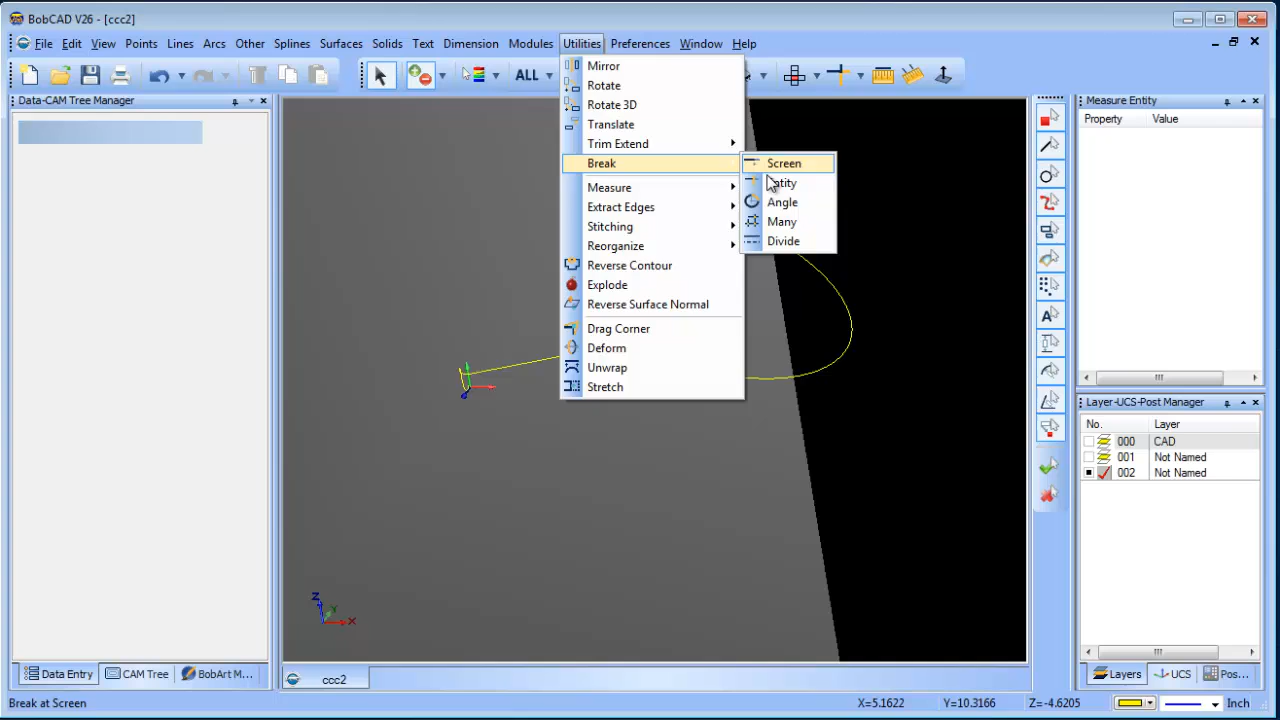 BobCAD V26 - [ccc2]
File Edit View Points Lines Arcs Other Splines Surfaces Solids Text Dimension Modules Utilities Preferences Window Help
ALL
Data-CAM Tree Manager
Mirror
Rotate
Rotate 3D
Translate
Trim Extend
Break
Measure
Extract Edges
Stitching
Reorganize
Reverse Contour
Explode
Reverse Surface Normal
Drag Corner
Deform
Unwrap
Stretch
Screen
Angle
Many
Divide
Measure Entity
Property Value
Layer-UCS-Post Manager
No. Layer
000 CAD
001 Not Named
002 Not Named
Z
Y
X
Data Entry CAM Tree BobArt M...
ccc2
Layers UCS Pos...
Break at Screen
X=5.1622 Y=10.3166 Z=-4.6205 Inch